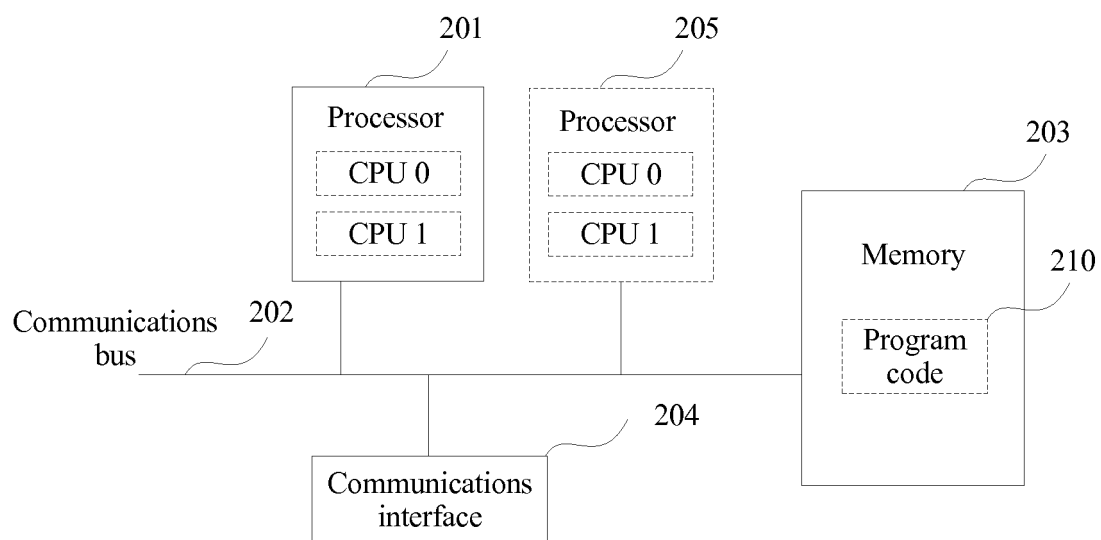 201
205
Processor
CPU 0
CPU 1
Processor
CPU 0
CPU 1
203
Memory
210
Program
code
Communications
bus
202
204
Communications
interface